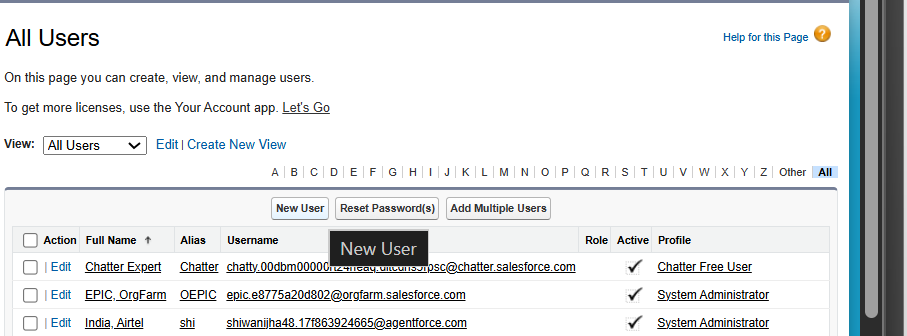 All Users
Help for this Page ?
On this page you can create, view, and manage users.
To get more licenses, use the Your Account app. Let's Go
View: All Users Edit | Create New View
A | B | C | D | E | F | G | H | I | J | K | L | M | N | O | P | Q | R | S | T | U | V | W | X | Y | Z | Other | All
New User Reset Password(s) Add Multiple Users
Action Full Name ↑ Alias Username Role Active Profile
New User
| Edit Chatter Expert Chatter @chatter.salesforce.com ✓ Chatter Free User
| Edit EPIC, OrgFarm OEPIC epic.e8775a20d802@orgfarm.salesforce.com ✓ System Administrator
| Edit India, Airtel shi shiwanijha48.17f863924665@agentforce.com ✓ System Administrator